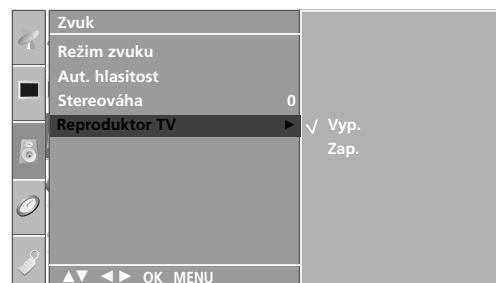 Zvuk
Režim zvuku
Aut. hlasitost
Stereováha 0
Reproduktor TV ► √ Vyp.
Zap.
▲▼ ◄► OK MENU